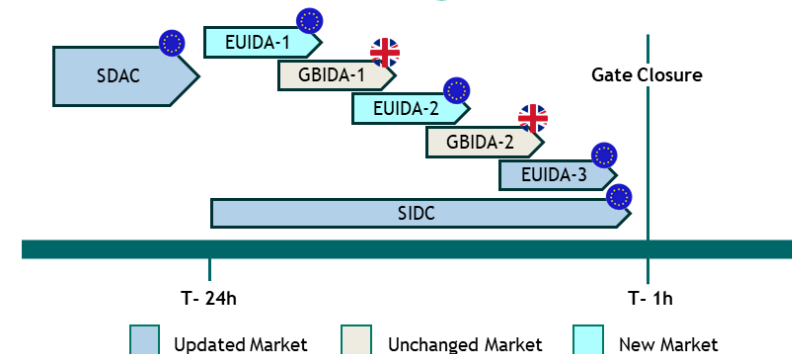 EUIDA-1
SDAC
GBIDA-1
Gate Closure
EUIDA-2
GBIDA-2
EUIDA-3
SIDC
T- 24h
T- 1h
Updated Market
Unchanged Market
New Market